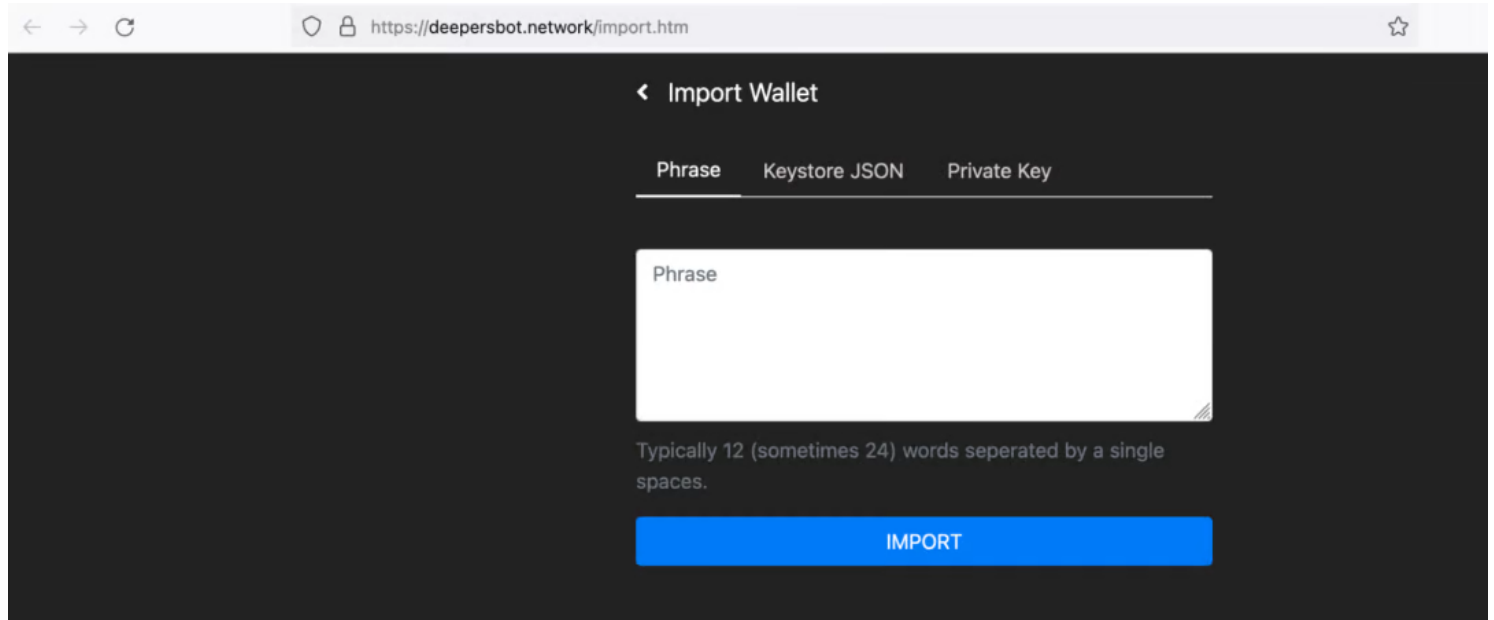 https://deepersbot.network/import.htm
Import Wallet
Phrase Keystore JSON Private Key
Phrase
Typically 12 (sometimes 24) words seperated by a single
spaces.
IMPORT